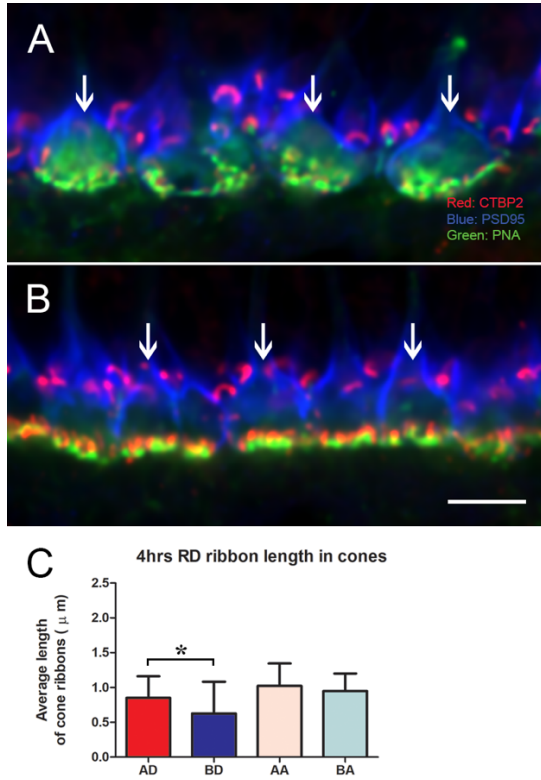 A
Red: CTBP2
Blue: PSD95
Green: PNA
B
C
4hrs RD ribbon length in cones
Average length
of cone ribbons ( μ m)
2.5
2.0
1.5
1.0
0.5
0.0
*
AD BD AA BA